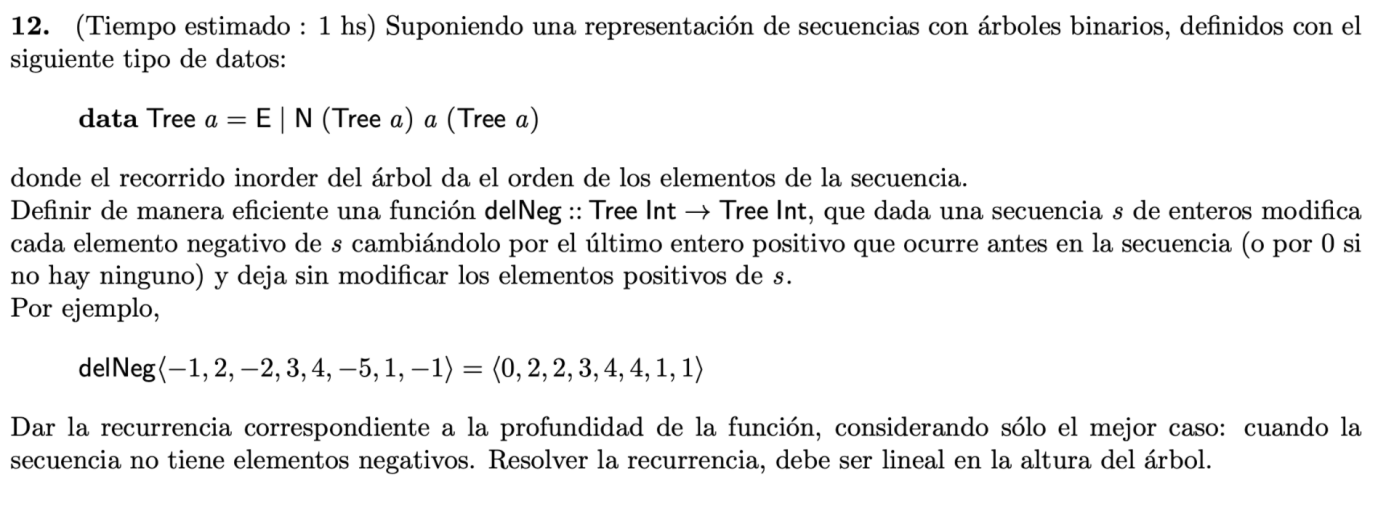 12. (Tiempo estimado : 1 hs) Suponiendo una representación de secuencias con árboles binarios, definidos con el
siguiente tipo de datos:
data Tree a = E | N (Tree a) a (Tree a)
donde el recorrido inorder del árbol da el orden de los elementos de la secuencia.
Definir de manera eficiente una función delNeg :: Tree Int → Tree Int, que dada una secuencia s de enteros modifica
cada elemento negativo de s cambiándolo por el último entero positivo que ocurre antes en la secuencia (o por 0 si
no hay ninguno) y deja sin modificar los elementos positivos de s.
Por ejemplo,
delNeg⟨−1, 2, −2, 3, 4, −5, 1, −1⟩ = ⟨0, 2, 2, 3, 4, 4, 1, 1⟩
Dar la recurrencia correspondiente a la profundidad de la función, considerando sólo el mejor caso: cuando la
secuencia no tiene elementos negativos. Resolver la recurrencia, debe ser lineal en la altura del árbol.